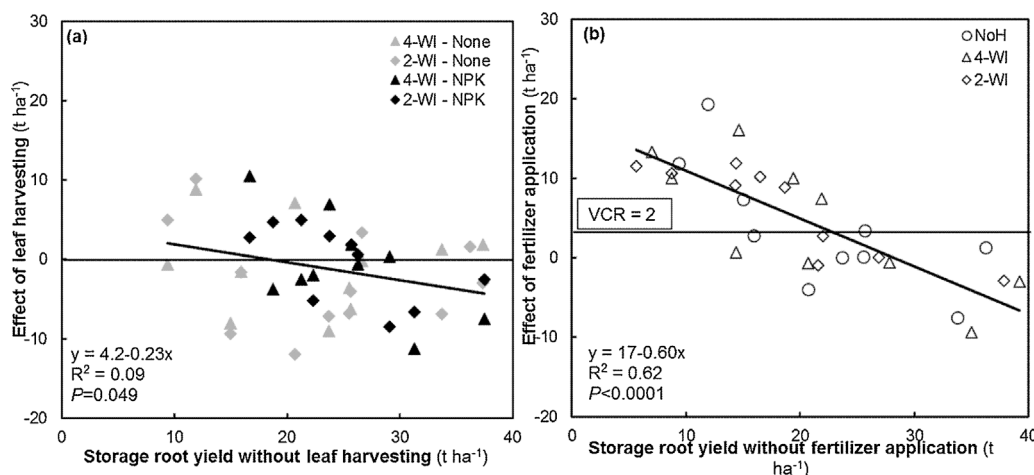 (a)
4-WI - None
2-WI - None
4-WI - NPK
2-WI - NPK
Effect of leaf harvesting (t ha⁻¹)
30
20
10
0
-10
-20
y = 4.2-0.23x
R² = 0.09
P=0.049
0 10 20 30 40
Storage root yield without leaf harvesting (t ha⁻¹)
(b)
NoH
4-WI
2-WI
Effect of fertilizer application (t ha⁻¹)
30
20
10
0
-10
-20
VCR = 2
y = 17-0.60x
R² = 0.62
P<0.0001
0 10 20 30 40
Storage root yield without fertilizer application (t
ha⁻¹)